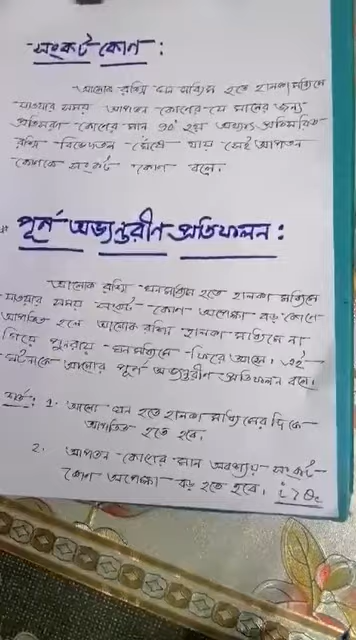 সংকট কোন :
আলোক রশ্মি ঘন মাধ্যম হতে হালকা মাধ্যমে
যাওয়ার সময় আপতন কোণের যে মানের জন্য
প্রতিসরণ কোণের মান 90° হয় অথবা প্রতিসরিত
রশ্মি বিভেদতল ঘেঁষে যায় সেই আপতন
কোণকে সংকট কোণ বলে।
পূর্ন অভ্যন্তরীন প্রতিফলন :
আলোক রশ্মি ঘন মাধ্যম হতে হালকা মাধ্যমে
যাওয়ার সময় সংকট কোণ অপেক্ষা বড় কোণে
আপতিত হলে আলোক রশ্মি হালকা মাধ্যমে না
গিয়ে পুনরায় ঘন মাধ্যমে ফিরে আসে। এই
ঘটনাকে আলোর পূর্ন অভ্যন্তরীন প্রতিফলন বলে।
শর্ত : 1. আলো ঘন হতে হালকা মাধ্যমের দিকে
আপতিত হতে হবে।
2. আপতন কোণের মান অবশ্যয় সংকট
কোণ অপেক্ষা বড় হতে হবে। i > θc